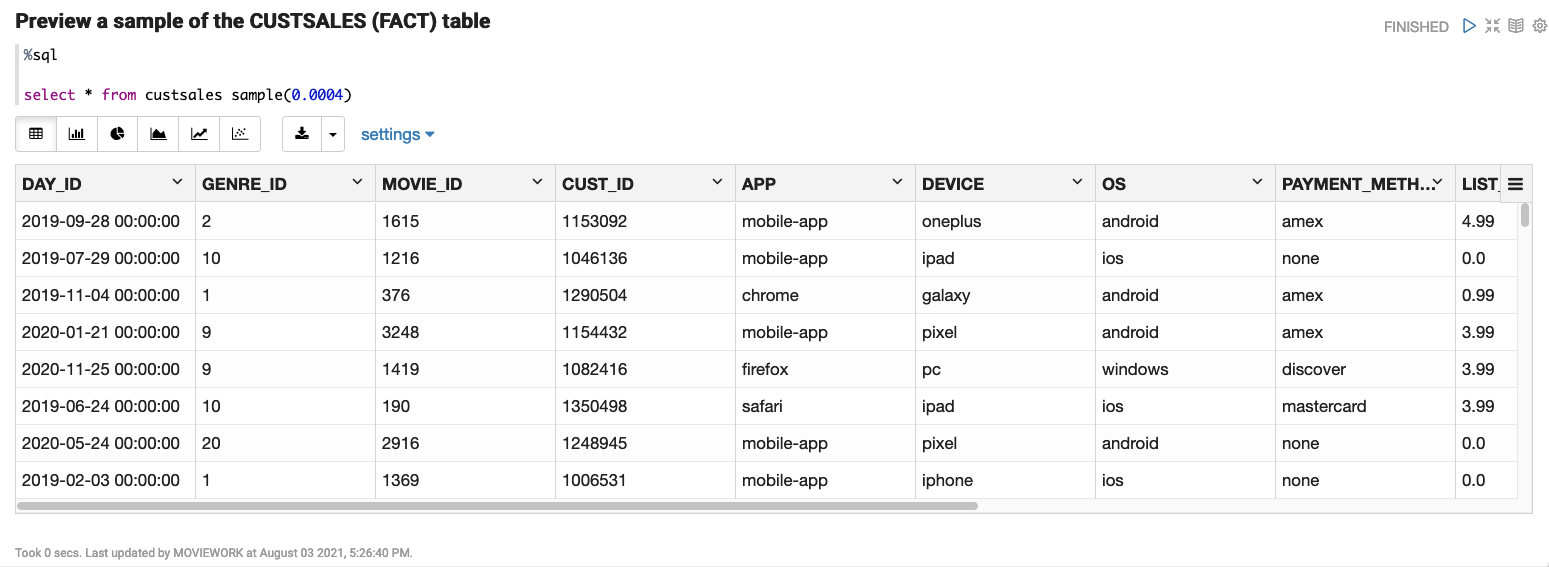 Preview a sample of the CUSTSALES (FACT) table
FINISHED
%sql
select * from custsales sample(0.0004)
settings
DAY_ID GENRE_ID MOVIE_ID CUST_ID APP DEVICE OS PAYMENT_METH... LIST_
2019-09-28 00:00:00 2 1615 1153092 mobile-app oneplus android amex 4.99
2019-07-29 00:00:00 10 1216 1046136 mobile-app ipad ios none 0.0
2019-11-04 00:00:00 1 376 1290504 chrome galaxy android amex 0.99
2020-01-21 00:00:00 9 3248 1154432 mobile-app pixel android amex 3.99
2020-11-25 00:00:00 9 1419 1082416 firefox pc windows discover 3.99
2019-06-24 00:00:00 10 190 1350498 safari ipad ios mastercard 3.99
2020-05-24 00:00:00 20 2916 1248945 mobile-app pixel android none 0.0
2019-02-03 00:00:00 1 1369 1006531 mobile-app iphone ios none 0.0
Took 0 secs. Last updated by MOVIEWORK at August 03 2021, 5:26:40 PM.